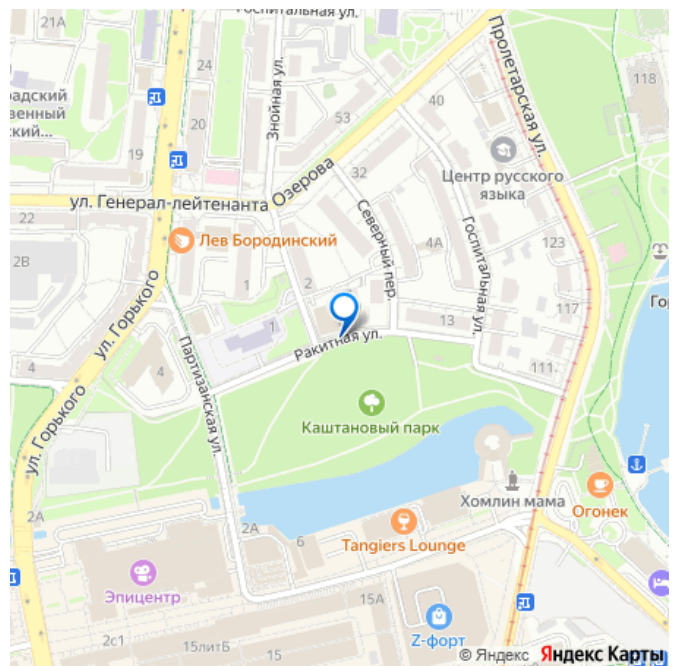 21А
Госпитальная ул.
24
Пролетарская ул.
118
градский
венный
ский...
Знойная ул.
53
40
20
19
Центр русского
языка
ул. Генерал-лейтенанта Озерова
32
22
Северный пер.
Госпитальная ул.
Лев Бородинский
4А
123
2В
ул. Горького
1
2
Гор
117
13
1
Ракитная ул.
4
4
Партизанская ул.
111
ул. Горького
Каштановый парк
Хомлин мама
Огонек
2А
2А
6
Tangiers Lounge
Эпицентр
15А
2с1
15литБ
15
Z-форт
© Яндекс Яндекс Карты